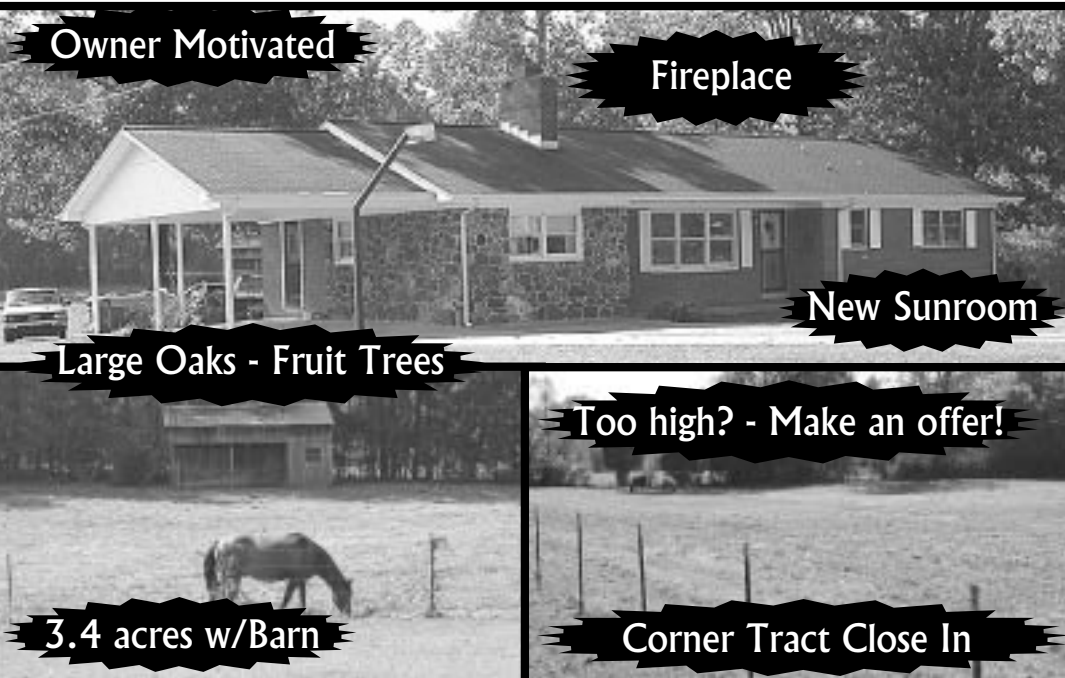 Owner Motivated
Fireplace
New Sunroom
Large Oaks - Fruit Trees
Too high? - Make an offer!
3.4 acres w/Barn
Corner Tract Close In